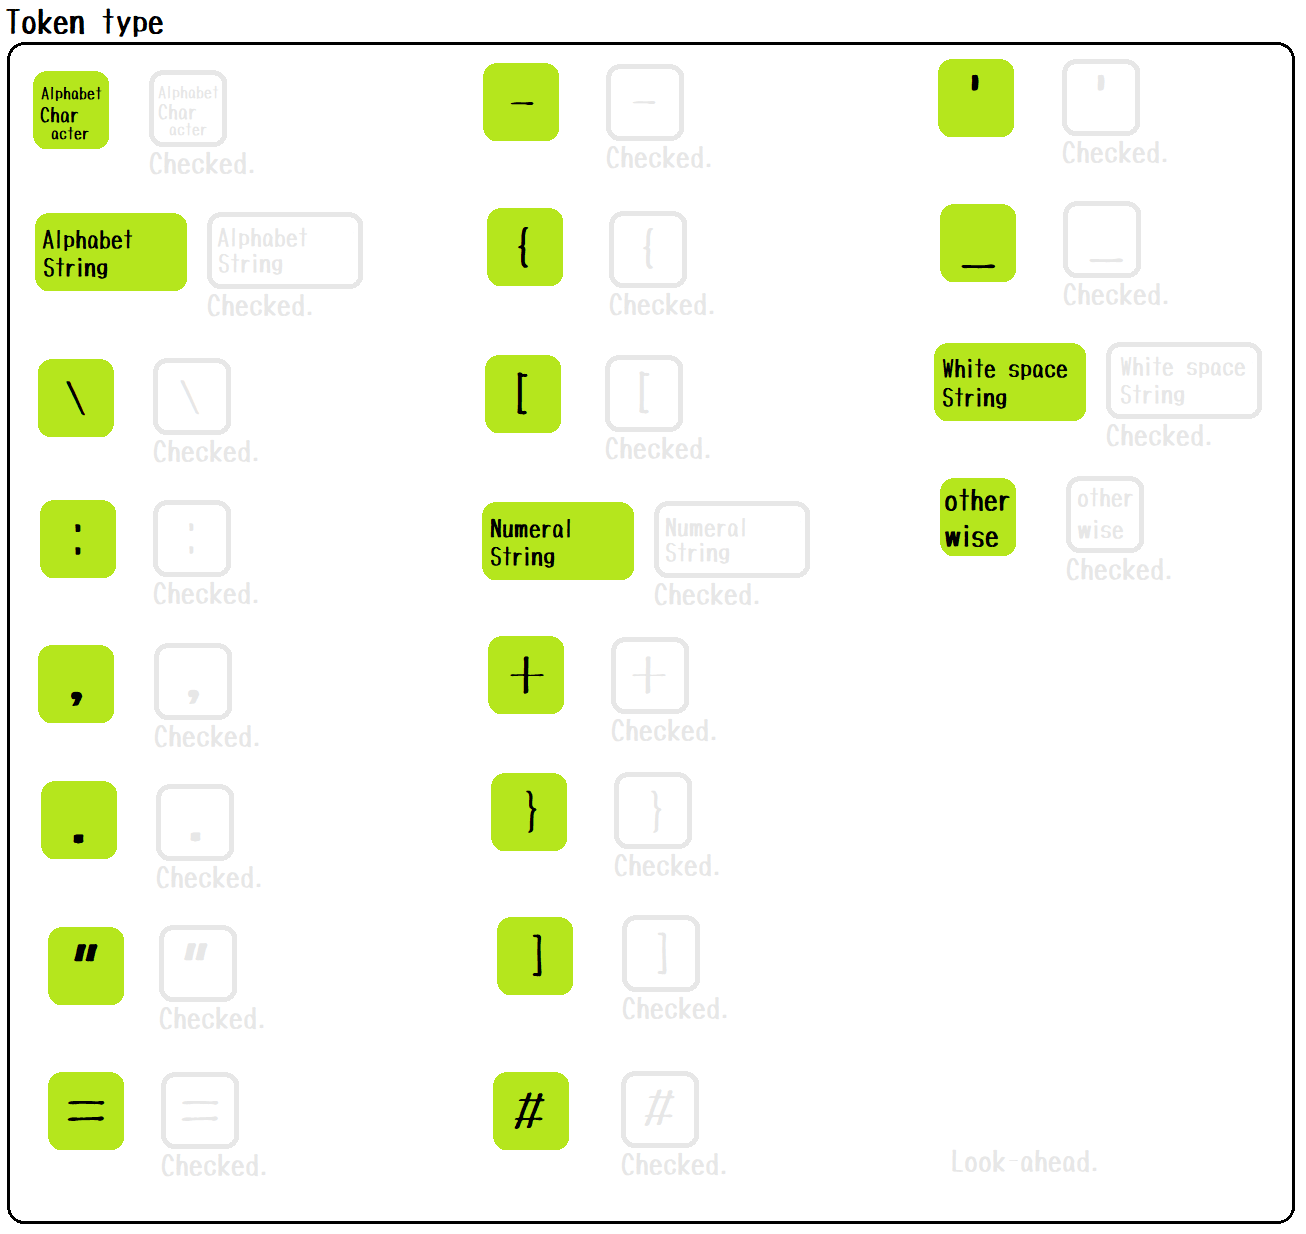 Token type
Alphabet
Char
acter
Alphabet
Char
acter
Checked.
Alphabet
String
Alphabet
String
Checked.
\
\
Checked.
:
:
Checked.
,
,
Checked.
.
.
Checked.
"
"
Checked.
=
=
Checked.
-
-
Checked.
{
{
Checked.
[
[
Checked.
Numeral
String
Numeral
String
Checked.
+
+
Checked.
}
}
Checked.
]
]
Checked.
#
#
Checked.
'
'
Checked.
_
_
Checked.
White space
String
White space
String
Checked.
other
wise
other
wise
Checked.
Look-ahead.